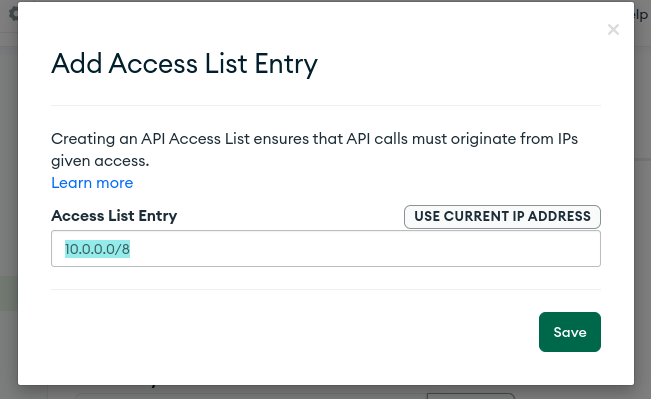 Add Access List Entry
Creating an API Access List ensures that API calls must originate from IPs
given access.
Learn more
Access List Entry
USE CURRENT IP ADDRESS
10.0.0.0/8
Save